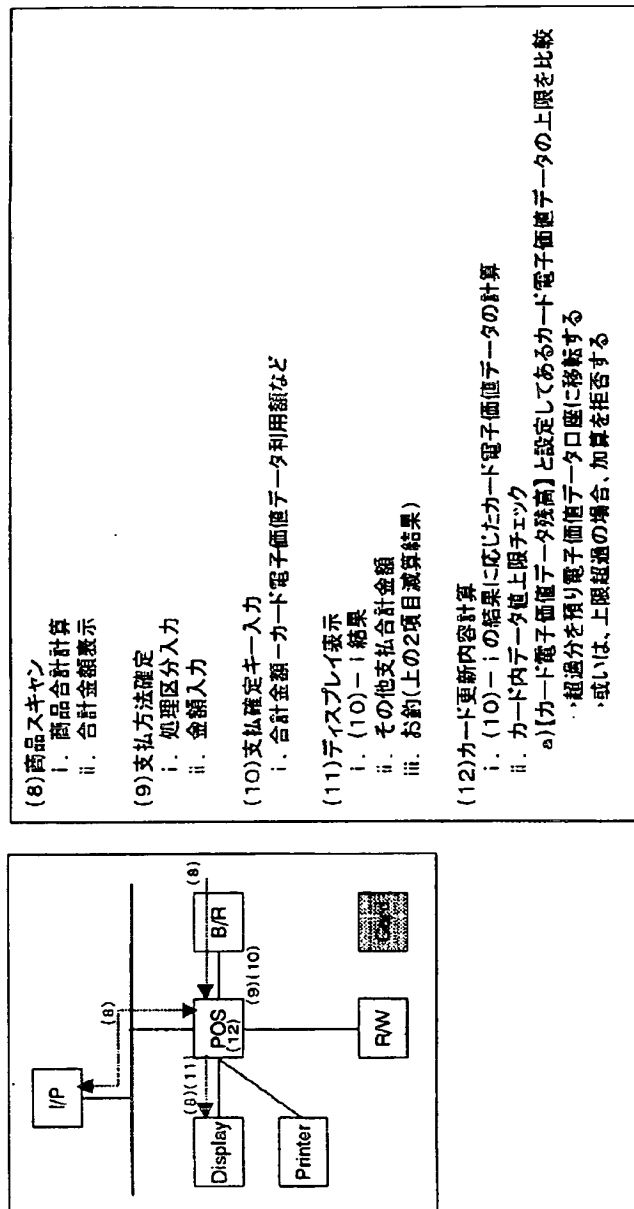 (8)商品スキャン
ⅰ. 商品合計計算
ⅱ. 合計金額表示
(9)支払方法確定
ⅰ. 処理区分入力
ⅱ. 金額入力
(10)支払確定キー入力
ⅰ. 合計金額－カード電子価値データ利用額など
(11)ディスプレイ表示
ⅰ. (10)－ⅰ結果
ⅱ. その他支払合計金額
ⅲ. お釣(上の2項目減算結果)
(12)カード更新内容計算
ⅰ. (10)－ⅰの結果に応じたカード電子価値データの計算
ⅱ. カード内データ値上限チェック
a)【カード電子価値データ残高】と設定してあるカード電子価値データの上限を比較
・超過分を預り電子価値データ口座に移転する
・或いは、上限超過の場合、加算を拒否する
I/P
(8)
(8)
(8)(11)
POS
(12)
B/R
(9)(10)
Display
Printer
R/W
Card